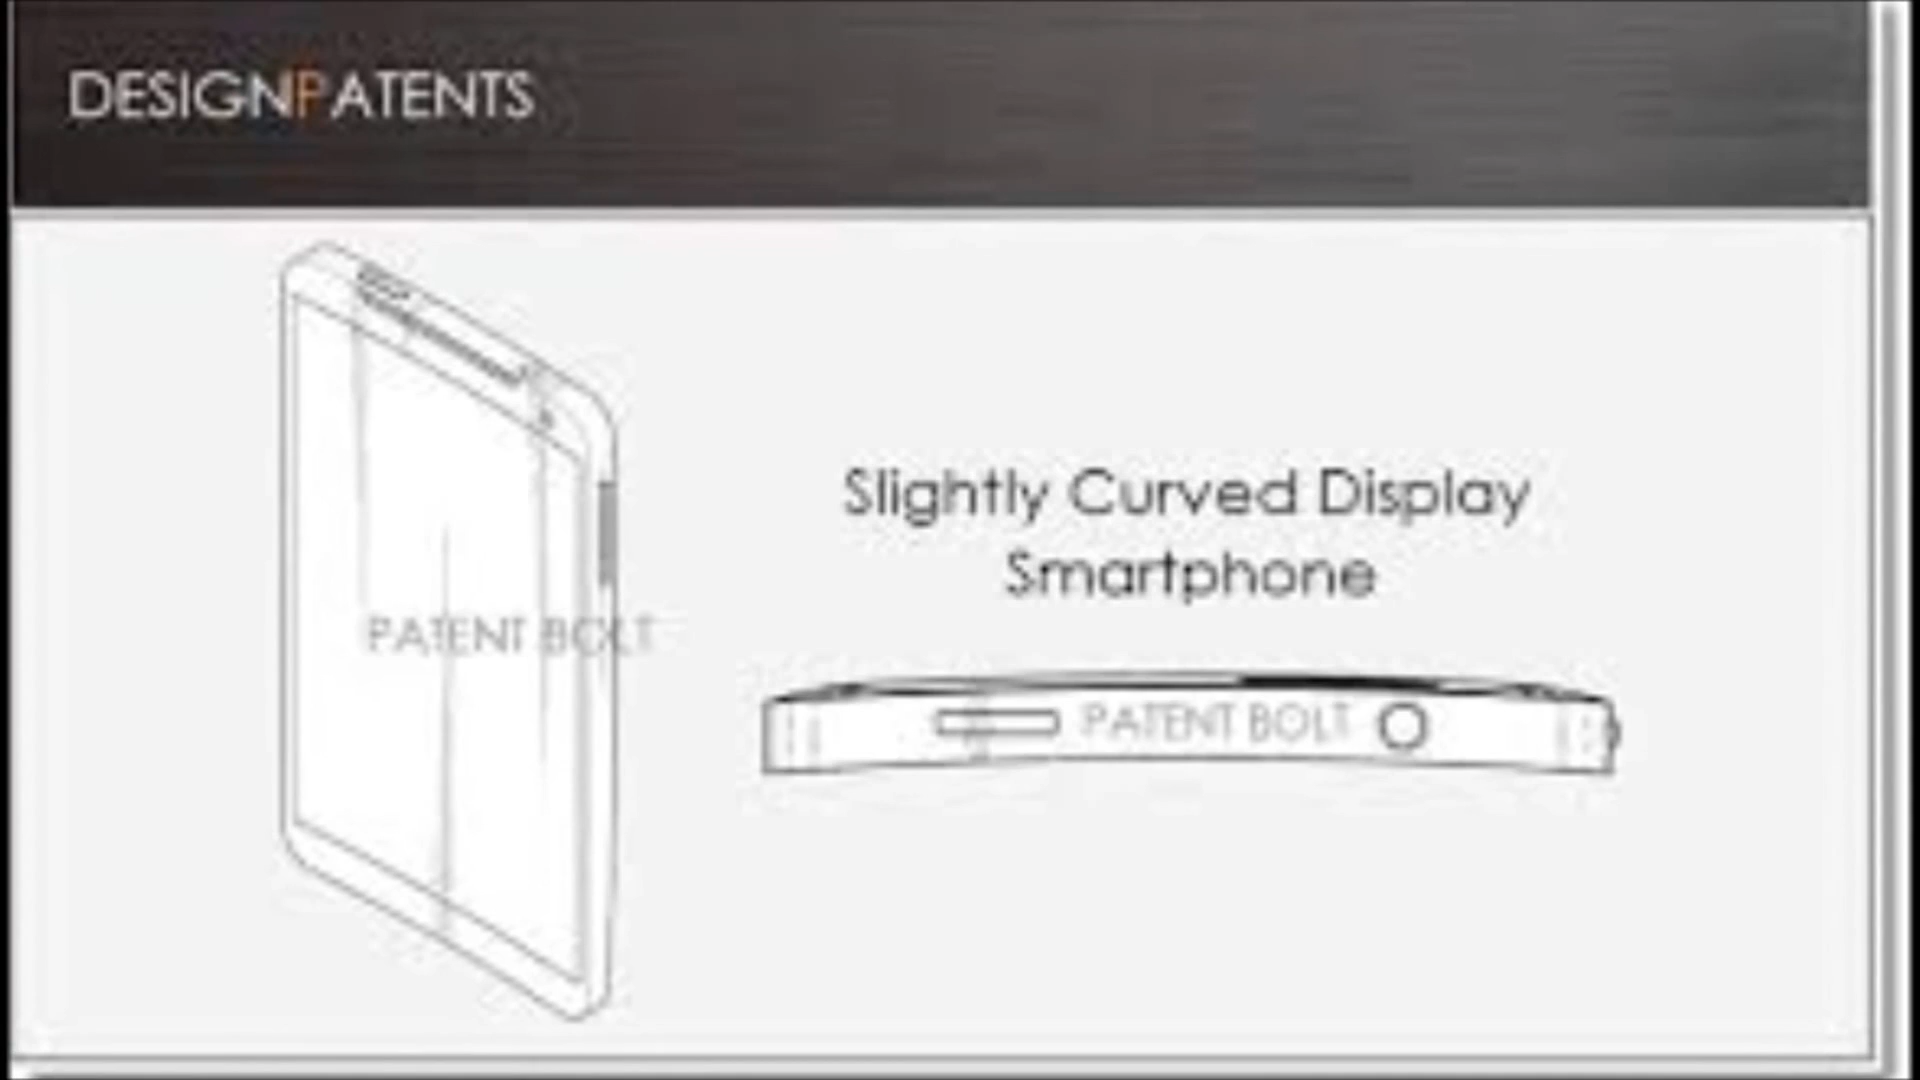 DESIGNPATENTS
Slightly Curved Display
Smartphone
PATENT BOLT
PATENT BOLT